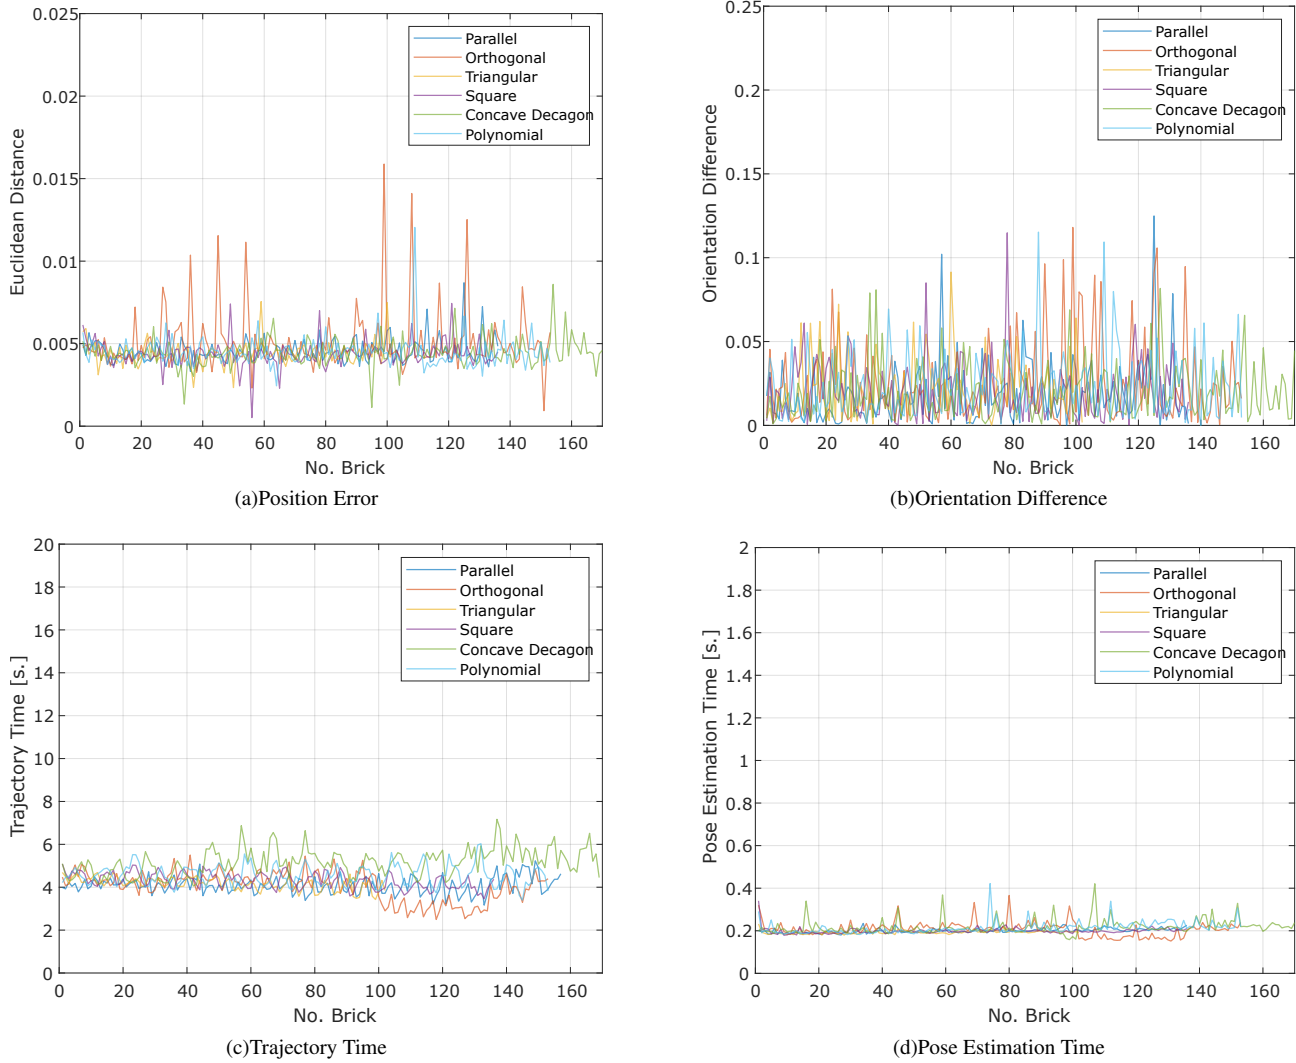 0.025
0.02
0.015
0.01
0.005
0
Euclidean Distance
Parallel
Orthogonal
Triangular
Square
Concave Decagon
Polynomial
0 20 40 60 80 100 120 140 160
No. Brick
(a)Position Error
0.25
0.2
0.15
0.1
0.05
0
Orientation Difference
Parallel
Orthogonal
Triangular
Square
Concave Decagon
Polynomial
0 20 40 60 80 100 120 140 160
No. Brick
(b)Orientation Difference
20
18
16
14
12
10
8
6
4
2
0
Trajectory Time [s.]
Parallel
Orthogonal
Triangular
Square
Concave Decagon
Polynomial
0 20 40 60 80 100 120 140 160
No. Brick
(c)Trajectory Time
2
1.8
1.6
1.4
1.2
1
0.8
0.6
0.4
0.2
0
Pose Estimation Time [s.]
Parallel
Orthogonal
Triangular
Square
Concave Decagon
Polynomial
0 20 40 60 80 100 120 140 160
No. Brick
(d)Pose Estimation Time